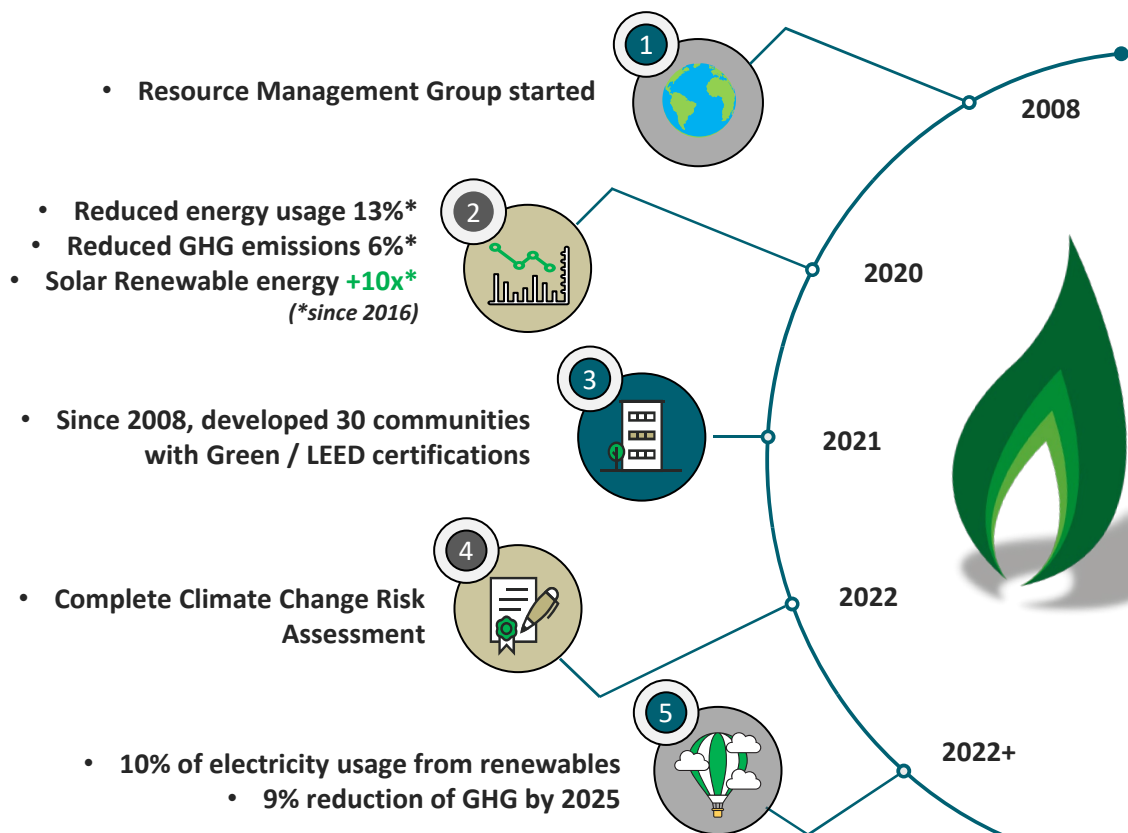 1
• Resource Management Group started
2008
2
• Reduced energy usage 13%*
• Reduced GHG emissions 6%*
• Solar Renewable energy +10x*
(*since 2016)
2020
3
• Since 2008, developed 30 communities
with Green / LEED certifications
2021
4
• Complete Climate Change Risk
Assessment
2022
5
• 10% of electricity usage from renewables
• 9% reduction of GHG by 2025
2022+